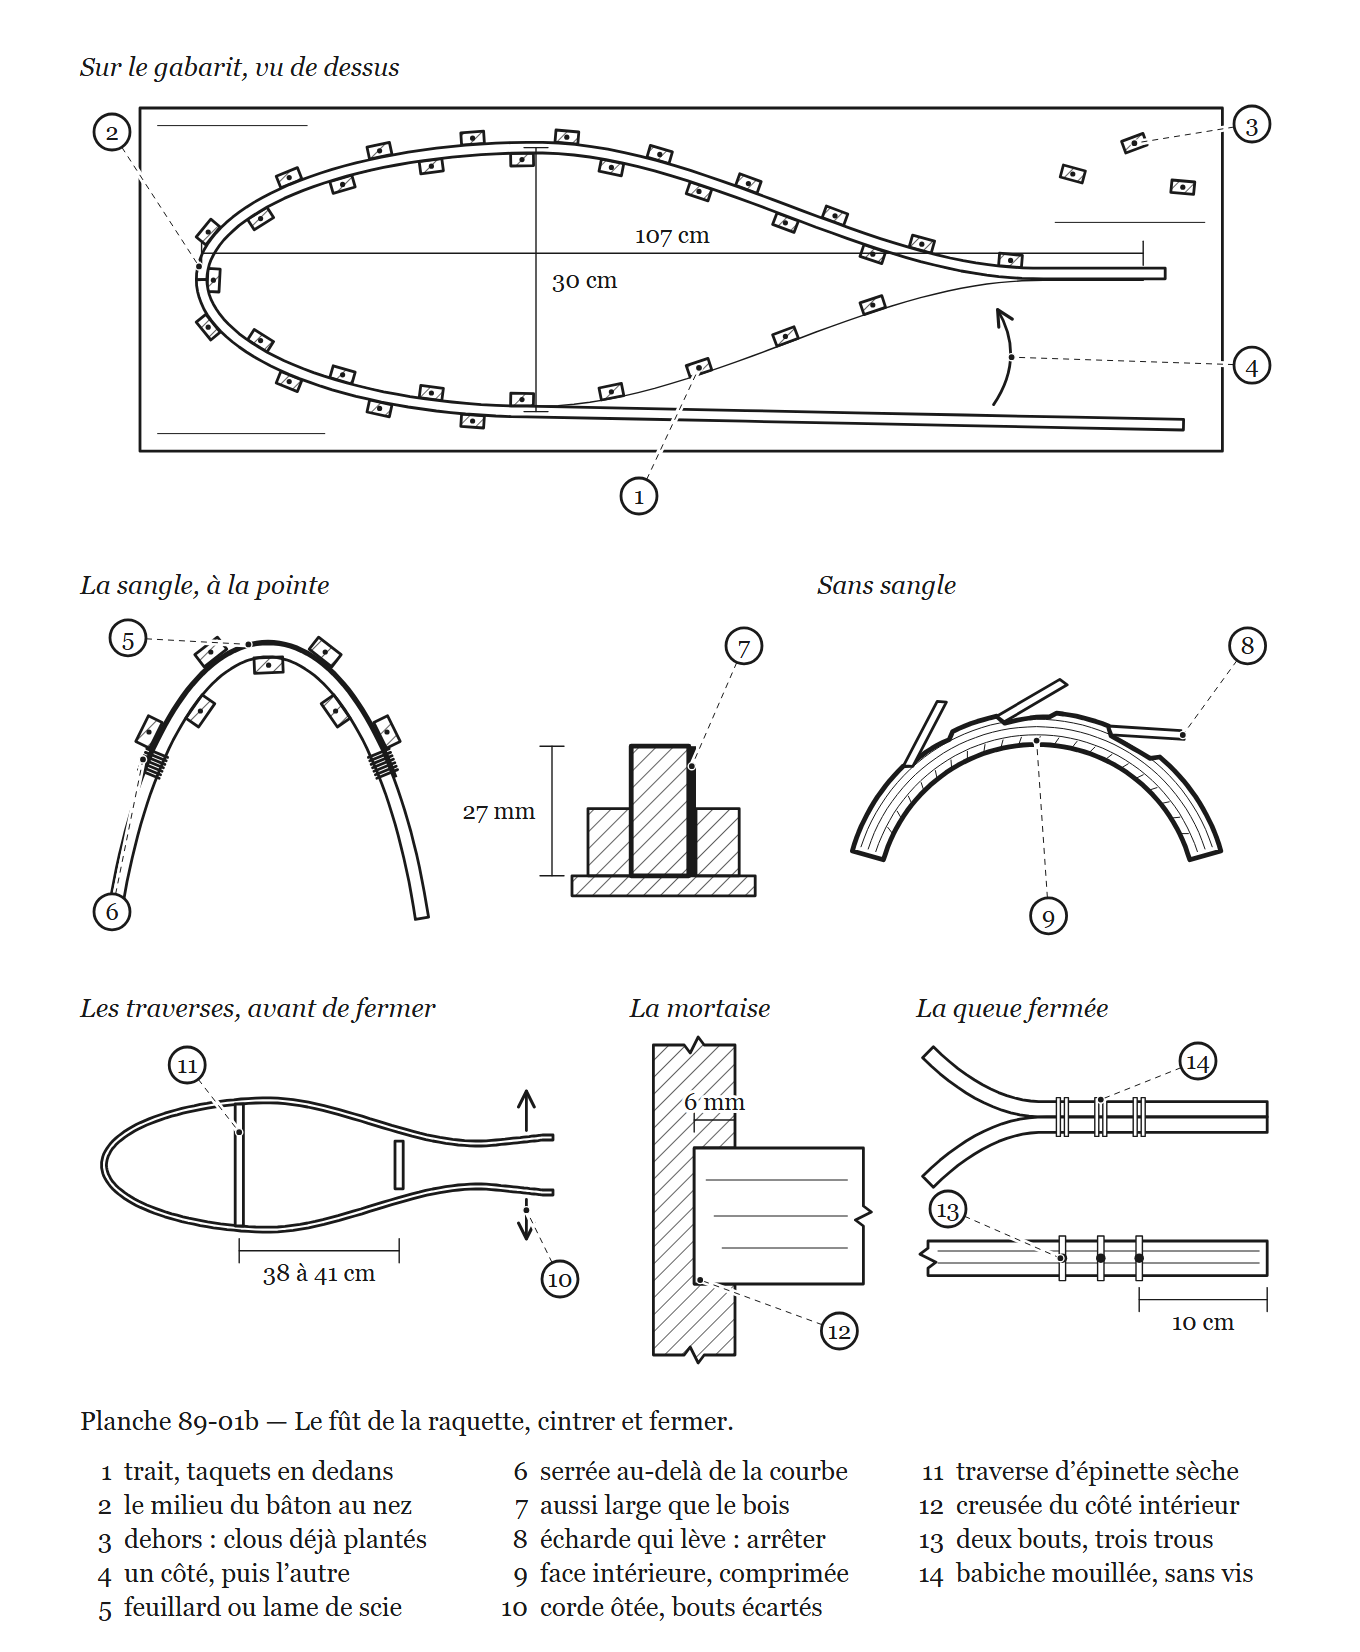 Sur le gabarit, vu de dessus
2
3
107 cm
30 cm
4
1
La sangle, à la pointe
Sans sangle
5
7
8
27 mm
6
9
Les traverses, avant de fermer
La mortaise
La queue fermée
11
14
6 mm
13
38 à 41 cm
10
12
10 cm
Planche 89-01b — Le fût de la raquette, cintrer et fermer.
1 trait, taquets en dedans
2 le milieu du bâton au nez
3 dehors : clous déjà plantés
4 un côté, puis l’autre
5 feuillard ou lame de scie
6 serrée au-delà de la courbe
7 aussi large que le bois
8 écharde qui lève : arrêter
9 face intérieure, comprimée
10 corde ôtée, bouts écartés
11 traverse d’épinette sèche
12 creusée du côté intérieur
13 deux bouts, trois trous
14 babiche mouillée, sans vis